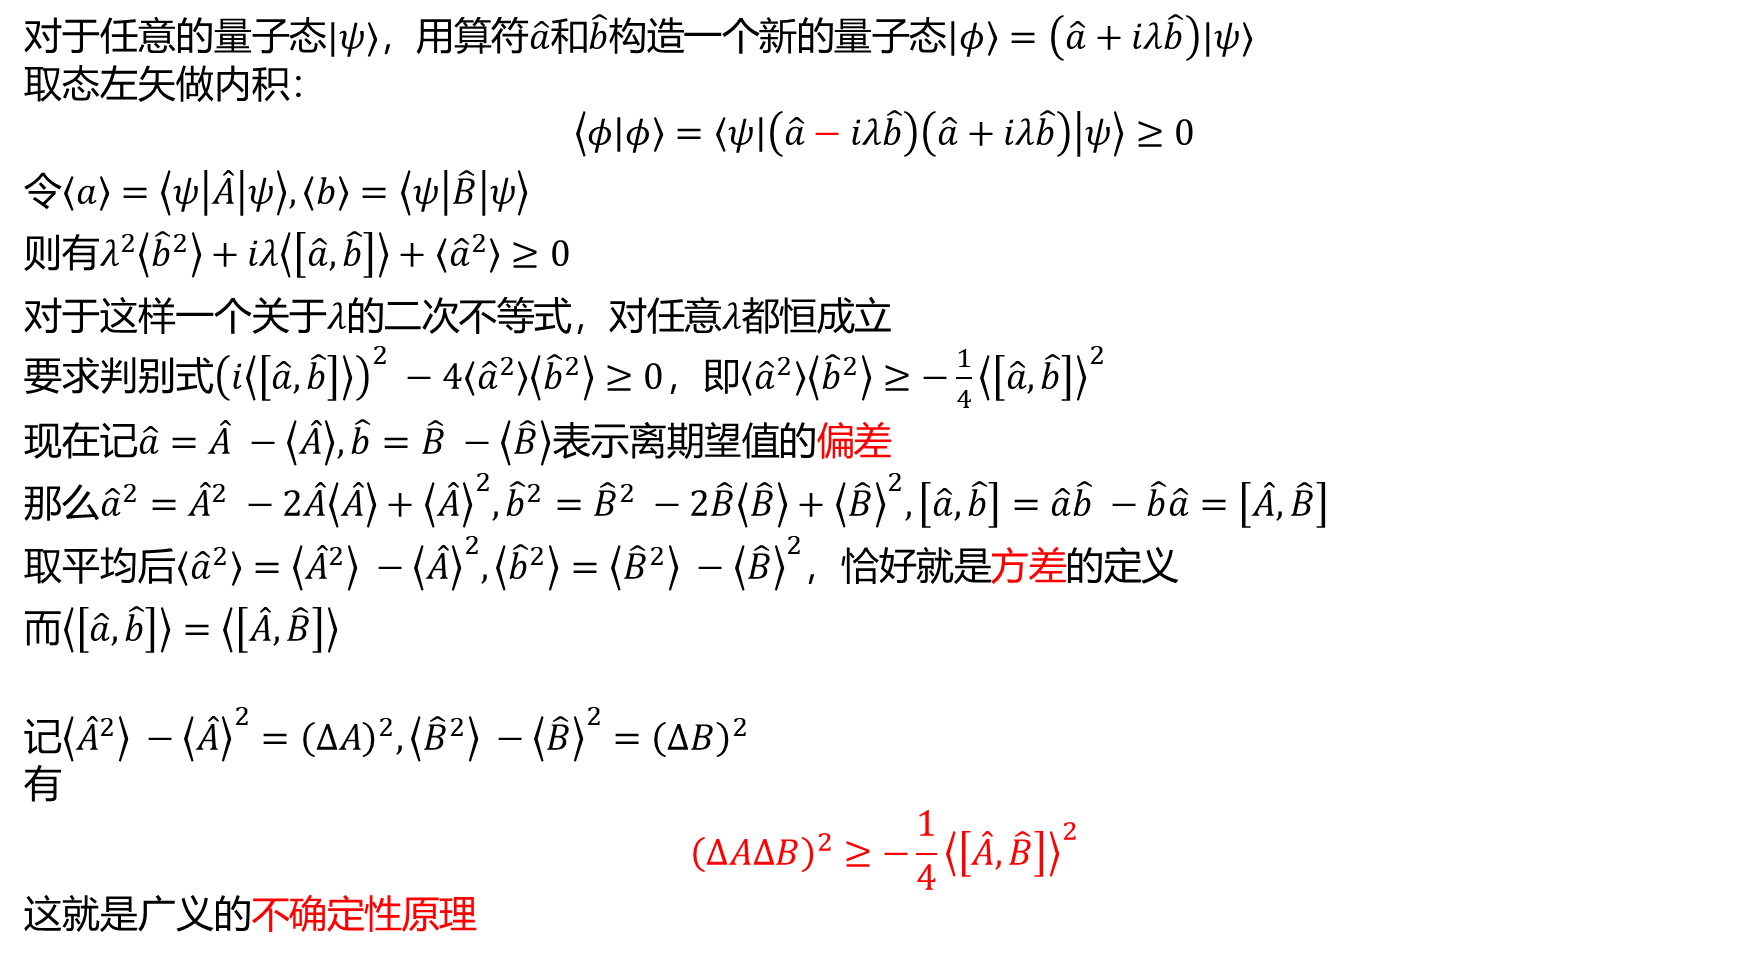 对于任意的量子态|ψ⟩，用算符â和b̂构造一个新的量子态|ϕ⟩ = (â + iλb̂)|ψ⟩
取态左矢做内积：
⟨ϕ|ϕ⟩ = ⟨ψ|(â − iλb̂)(â + iλb̂)|ψ⟩ ≥ 0
令⟨a⟩ = ⟨ψ|Â|ψ⟩, ⟨b⟩ = ⟨ψ|B̂|ψ⟩
则有λ²⟨b̂²⟩ + iλ⟨[â, b̂]⟩ + ⟨â²⟩ ≥ 0
对于这样一个关于λ的二次不等式，对任意λ都恒成立
要求判别式(i⟨[â, b̂]⟩)² − 4⟨â²⟩⟨b̂²⟩ ≥ 0，即⟨â²⟩⟨b̂²⟩ ≥ −1/4⟨[â, b̂]⟩²
现在记â = Â − ⟨Â⟩, b̂ = B̂ − ⟨B̂⟩表示离期望值的偏差
那么â² = Â² − 2Â⟨Â⟩ + ⟨Â⟩², b̂² = B̂² − 2B̂⟨B̂⟩ + ⟨B̂⟩², [â, b̂] = âb̂ − b̂â = [Â, B̂]
取平均后⟨â²⟩ = ⟨Â²⟩ − ⟨Â⟩², ⟨b̂²⟩ = ⟨B̂²⟩ − ⟨B̂⟩²，恰好就是方差的定义
而⟨[â, b̂]⟩ = ⟨[Â, B̂]⟩
记⟨Â²⟩ − ⟨Â⟩² = (ΔA)², ⟨B̂²⟩ − ⟨B̂⟩² = (ΔB)²
有
(ΔAΔB)² ≥ −1/4⟨[Â, B̂]⟩²
这就是广义的不确定性原理